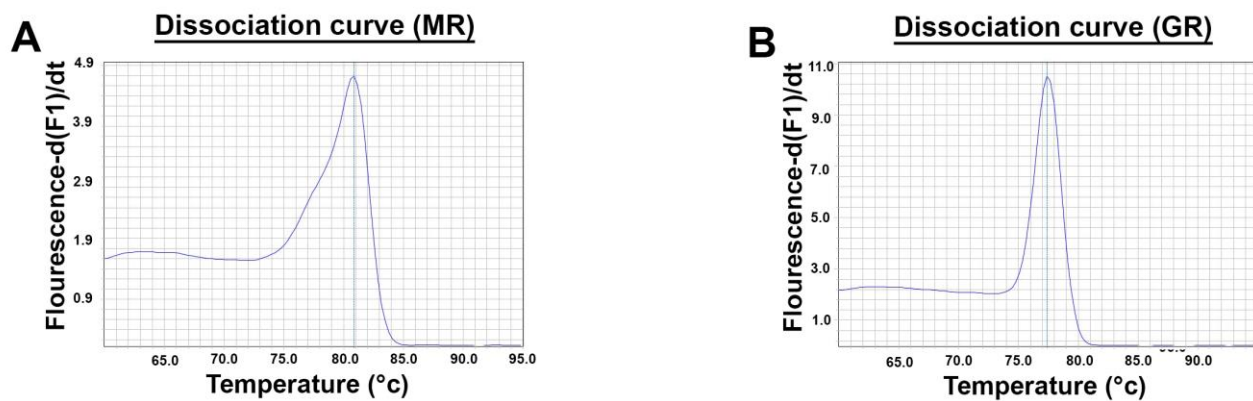 A
Dissociation curve (MR)
Flourescence-d(F1)/dt
4.9
3.9
2.9
1.9
0.9
65.0 70.0 75.0 80.0 85.0 90.0 95.0
Temperature (°c)
B
Dissociation curve (GR)
Flourescence-d(F1)/dt
11.0
9.0
7.0
5.0
3.0
1.0
65.0 70.0 75.0 80.0 85.0 90.0
Temperature (°c)